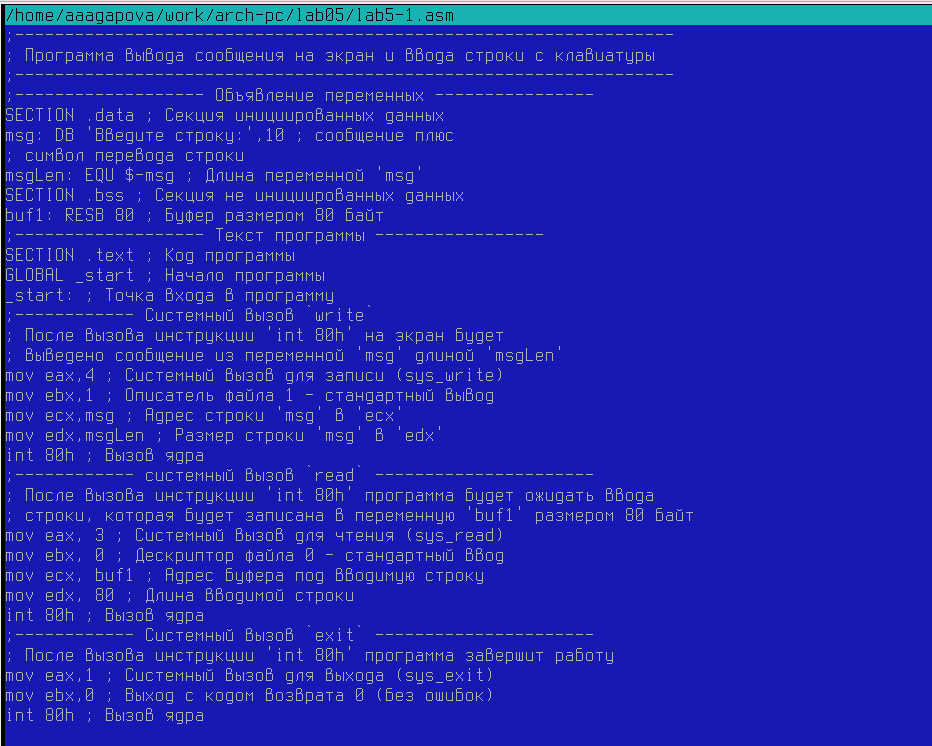 /home/aaagapova/work/arch-pc/lab05/lab5-1.asm
;------------------------------------------------------------------
; Программа вывода сообщения на экран и ввода строки с клавиатуры
;------------------------------------------------------------------
;------------------- Объявление переменных ----------------
SECTION .data ; Секция инициированных данных
msg: DB 'Введите строку:',10 ; сообщение плюс
; символ перевода строки
msgLen: EQU $-msg ; Длина переменной 'msg'
SECTION .bss ; Секция не инициированных данных
buf1: RESB 80 ; Буфер размером 80 байт
;------------------- Текст программы -----------------
SECTION .text ; Код программы
GLOBAL _start ; Начало программы
_start: ; Точка входа в программу
;------------ Системный вызов `write`
; После вызова инструкции 'int 80h' на экран будет
; выведено сообщение из переменной 'msg' длиной 'msgLen'
mov eax,4 ; Системный вызов для записи (sys_write)
mov ebx,1 ; Описатель файла 1 - стандартный вывод
mov ecx,msg ; Адрес строки 'msg' в 'ecx'
mov edx,msgLen ; Размер строки 'msg' в 'edx'
int 80h ; Вызов ядра
;------------ системный вызов `read` ----------------------
; После вызова инструкции 'int 80h' программа будет ожидать ввода
; строки, которая будет записана в переменную 'buf1' размером 80 байт
mov eax, 3 ; Системный вызов для чтения (sys_read)
mov ebx, 0 ; Дескриптор файла 0 - стандартный ввод
mov ecx, buf1 ; Адрес буфера под вводимую строку
mov edx, 80 ; Длина вводимой строки
int 80h ; Вызов ядра
;------------ Системный вызов `exit` ----------------------
; После вызова инструкции 'int 80h' программа завершит работу
mov eax,1 ; Системный вызов для выхода (sys_exit)
mov ebx,0 ; Выход с кодом возврата 0 (без ошибок)
int 80h ; Вызов ядра